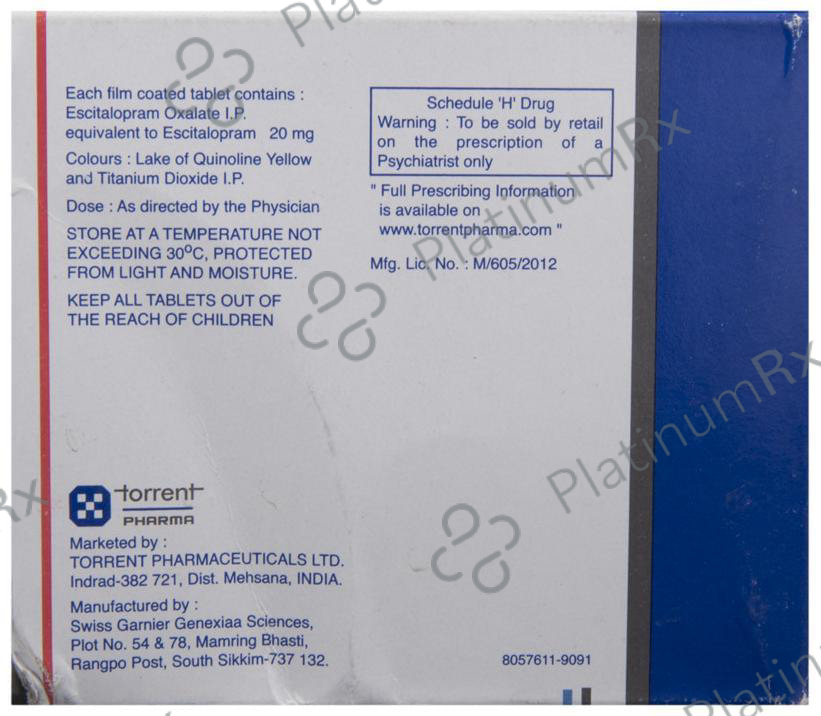 Each film coated tablet contains :
Escitalopram Oxalate I.P.
equivalent to Escitalopram 20 mg
Colours : Lake of Quinoline Yellow
and Titanium Dioxide I.P.
Dose : As directed by the Physician
STORE AT A TEMPERATURE NOT
EXCEEDING 30⁰C, PROTECTED
FROM LIGHT AND MOISTURE.
KEEP ALL TABLETS OUT OF
THE REACH OF CHILDREN
Schedule 'H' Drug
Warning : To be sold by retail
on the prescription of a
Psychiatrist only
" Full Prescribing Information
is available on
www.torrentpharma.com "
Mfg. Lic. No. : M/605/2012
torrent
PHARMA
Marketed by :
TORRENT PHARMACEUTICALS LTD.
Indrad-382 721, Dist. Mehsana, INDIA.
Manufactured by :
Swiss Garnier Genexiaa Sciences,
Plot No. 54 & 78, Mamring Bhasti,
Rangpo Post, South Sikkim-737 132.
8057611-9091
PlatinumRx
PlatinumRx
PlatinumRx